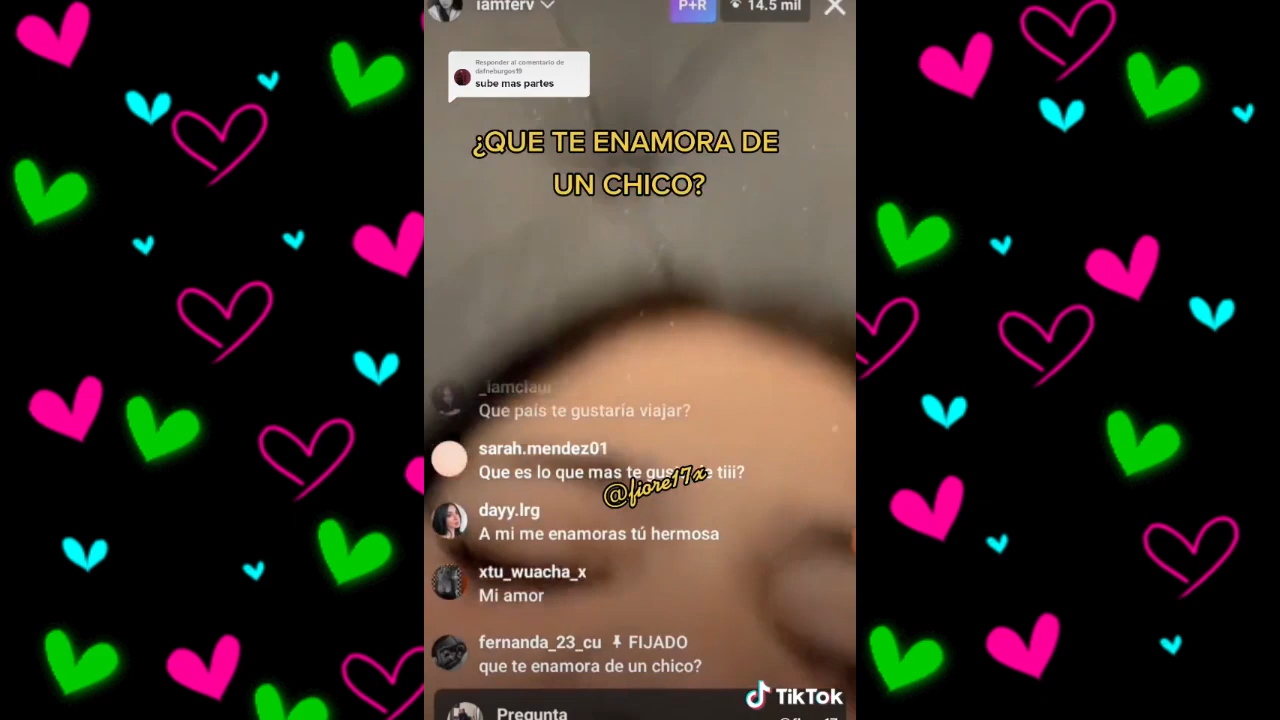 iamferv
P+R
14.5 mil
Responder al comentario de
defneburgos19
sube mas partes
¿QUE TE ENAMORA DE
UN CHICO?
_iamclau
Que país te gustaría viajar?
sarah.mendez01
Que es lo que mas te gusta de tiii?
@fiore17x
dayy.lrg
A mi me enamoras tú hermosa
xtu_wuacha_x
Mi amor
fernanda_23_cu FIJADO
que te enamora de un chico?
Pregunta
TikTok